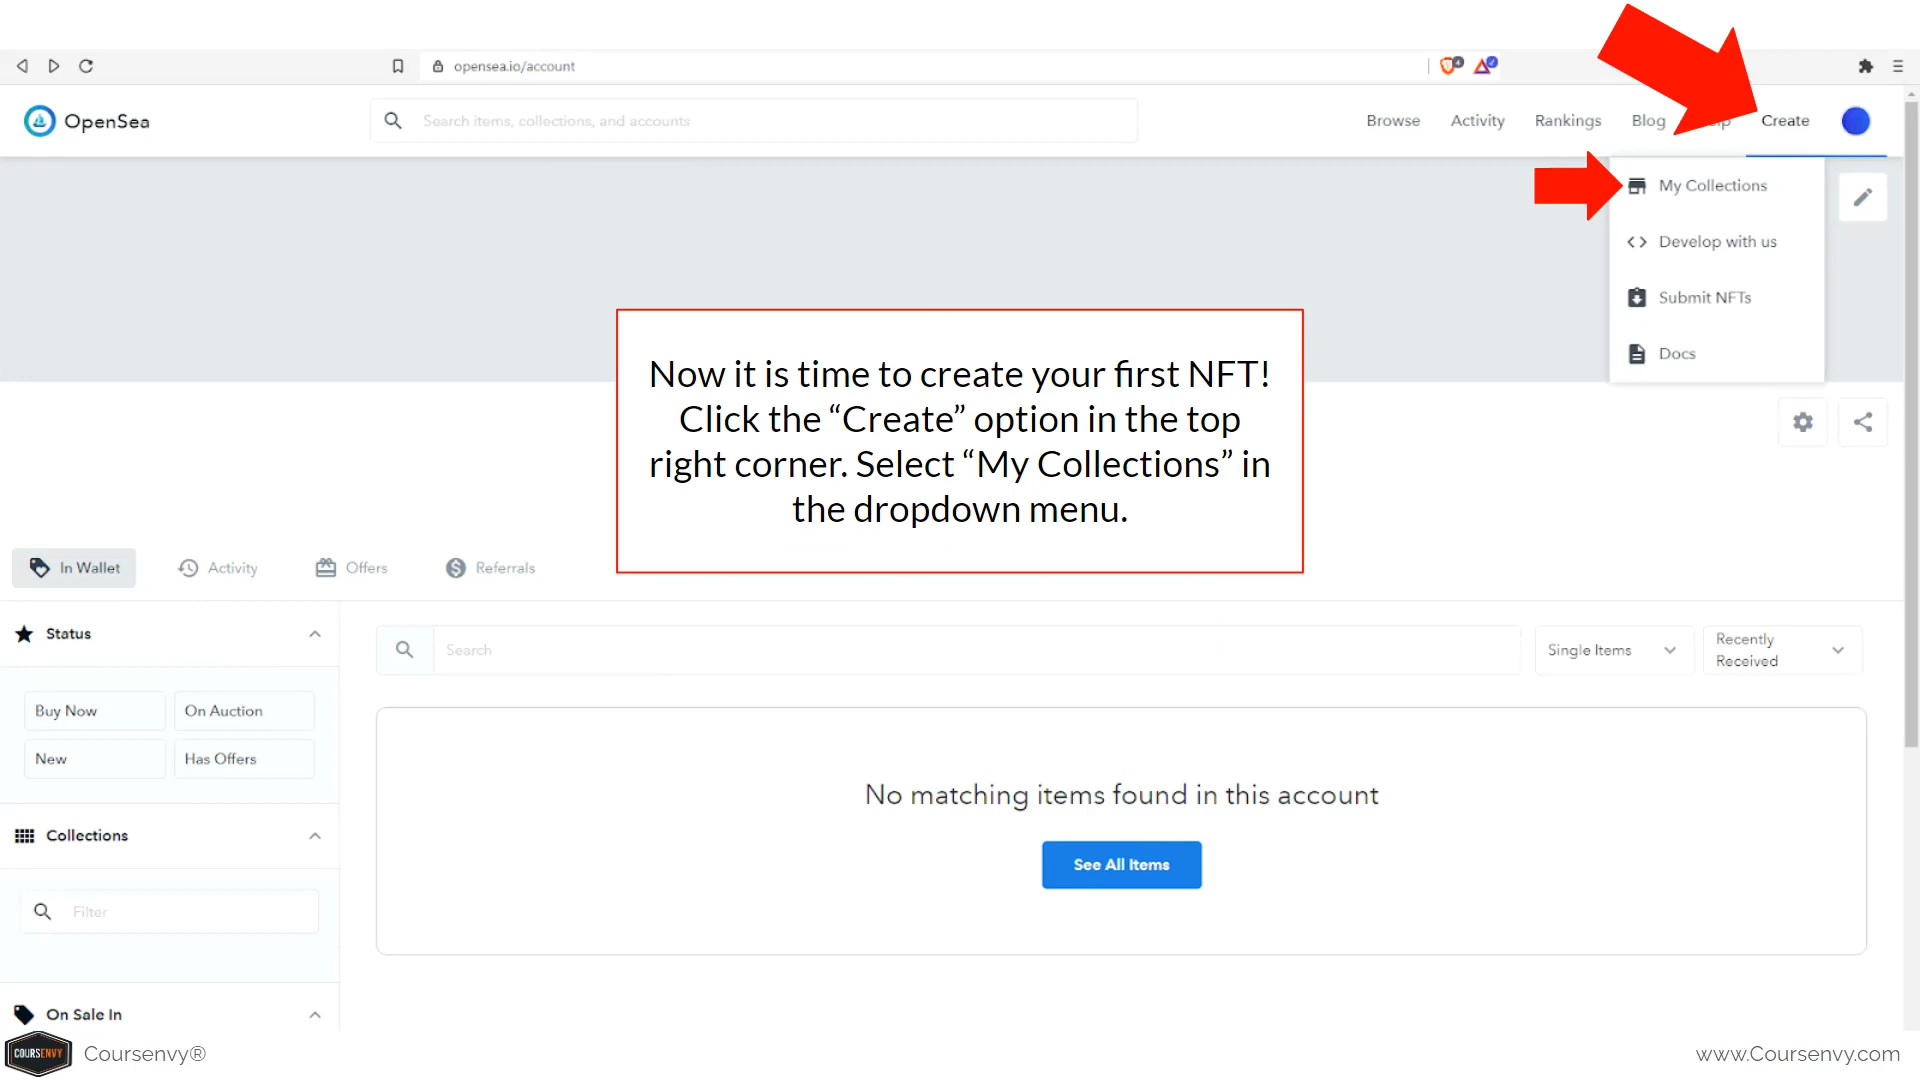 opensea.io/account
4
OpenSea
Search items, collections, and accounts
Browse
Activity
Rankings
Blog
Create
My Collections
Develop with us
Submit NFTs
Docs
Now it is time to create your first NFT!
Click the “Create” option in the top
right corner. Select “My Collections” in
the dropdown menu.
In Wallet
Activity
Offers
Referrals
Status
Buy Now
On Auction
New
Has Offers
Collections
Filter
On Sale In
Search
Single Items
Recently
Received
No matching items found in this account
See All Items
COURSENVY
Coursenvy®
www.Coursenvy.com